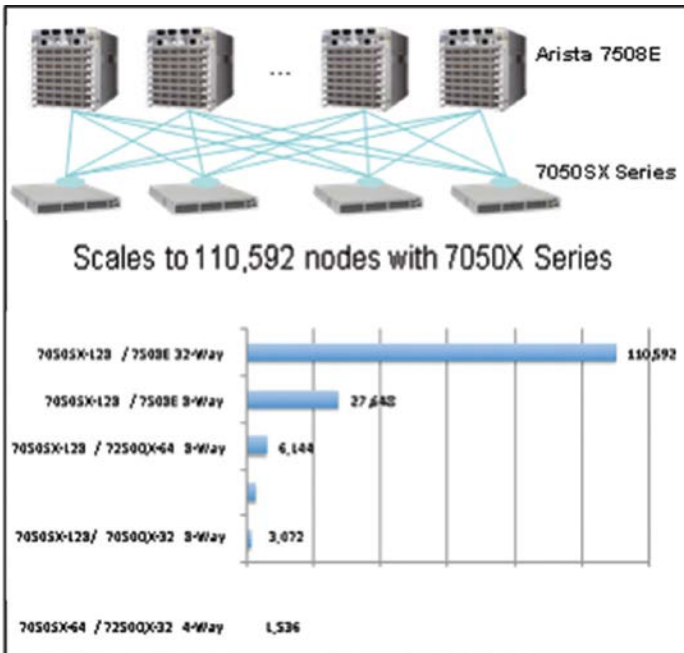 Arista 7508E
...
7050SX Series
Scales to 110,592 nodes with 7050X Series
7050SX-128 / 7508E 32-Way 110,592
7050SX-128 / 7508E 8-Way 27,648
7050SX-128 / 7250QX-64 8-Way 6,144
7050SX-128/ 7050QX-32 8-Way 3,072
7050SX-64 / 7250QX-32 4-Way 1,536